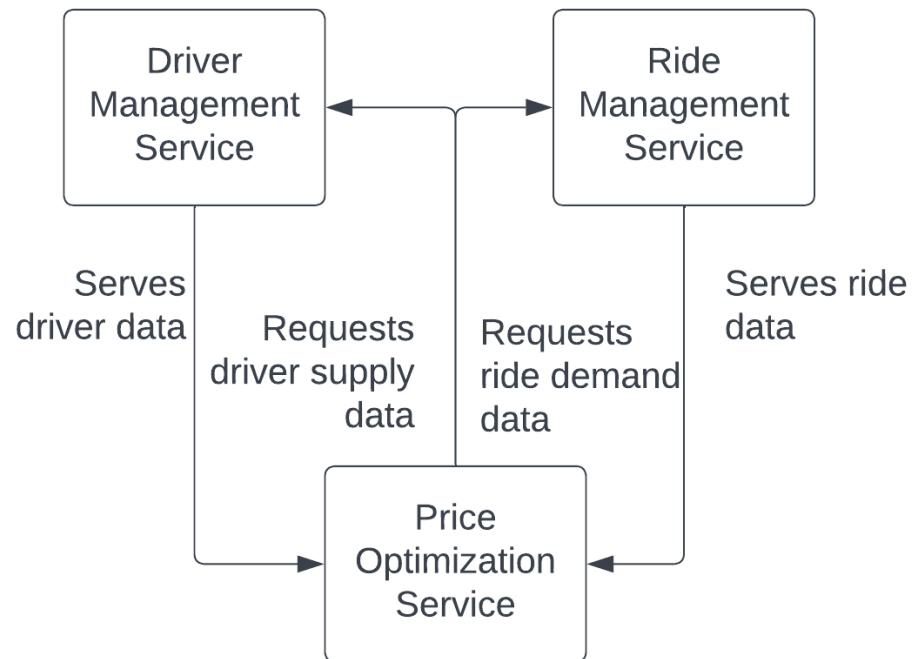 Driver
Management
Service
Ride
Management
Service
Serves
driver data
Requests
driver supply
data
Requests
ride demand
data
Serves ride
data
Price
Optimization
Service